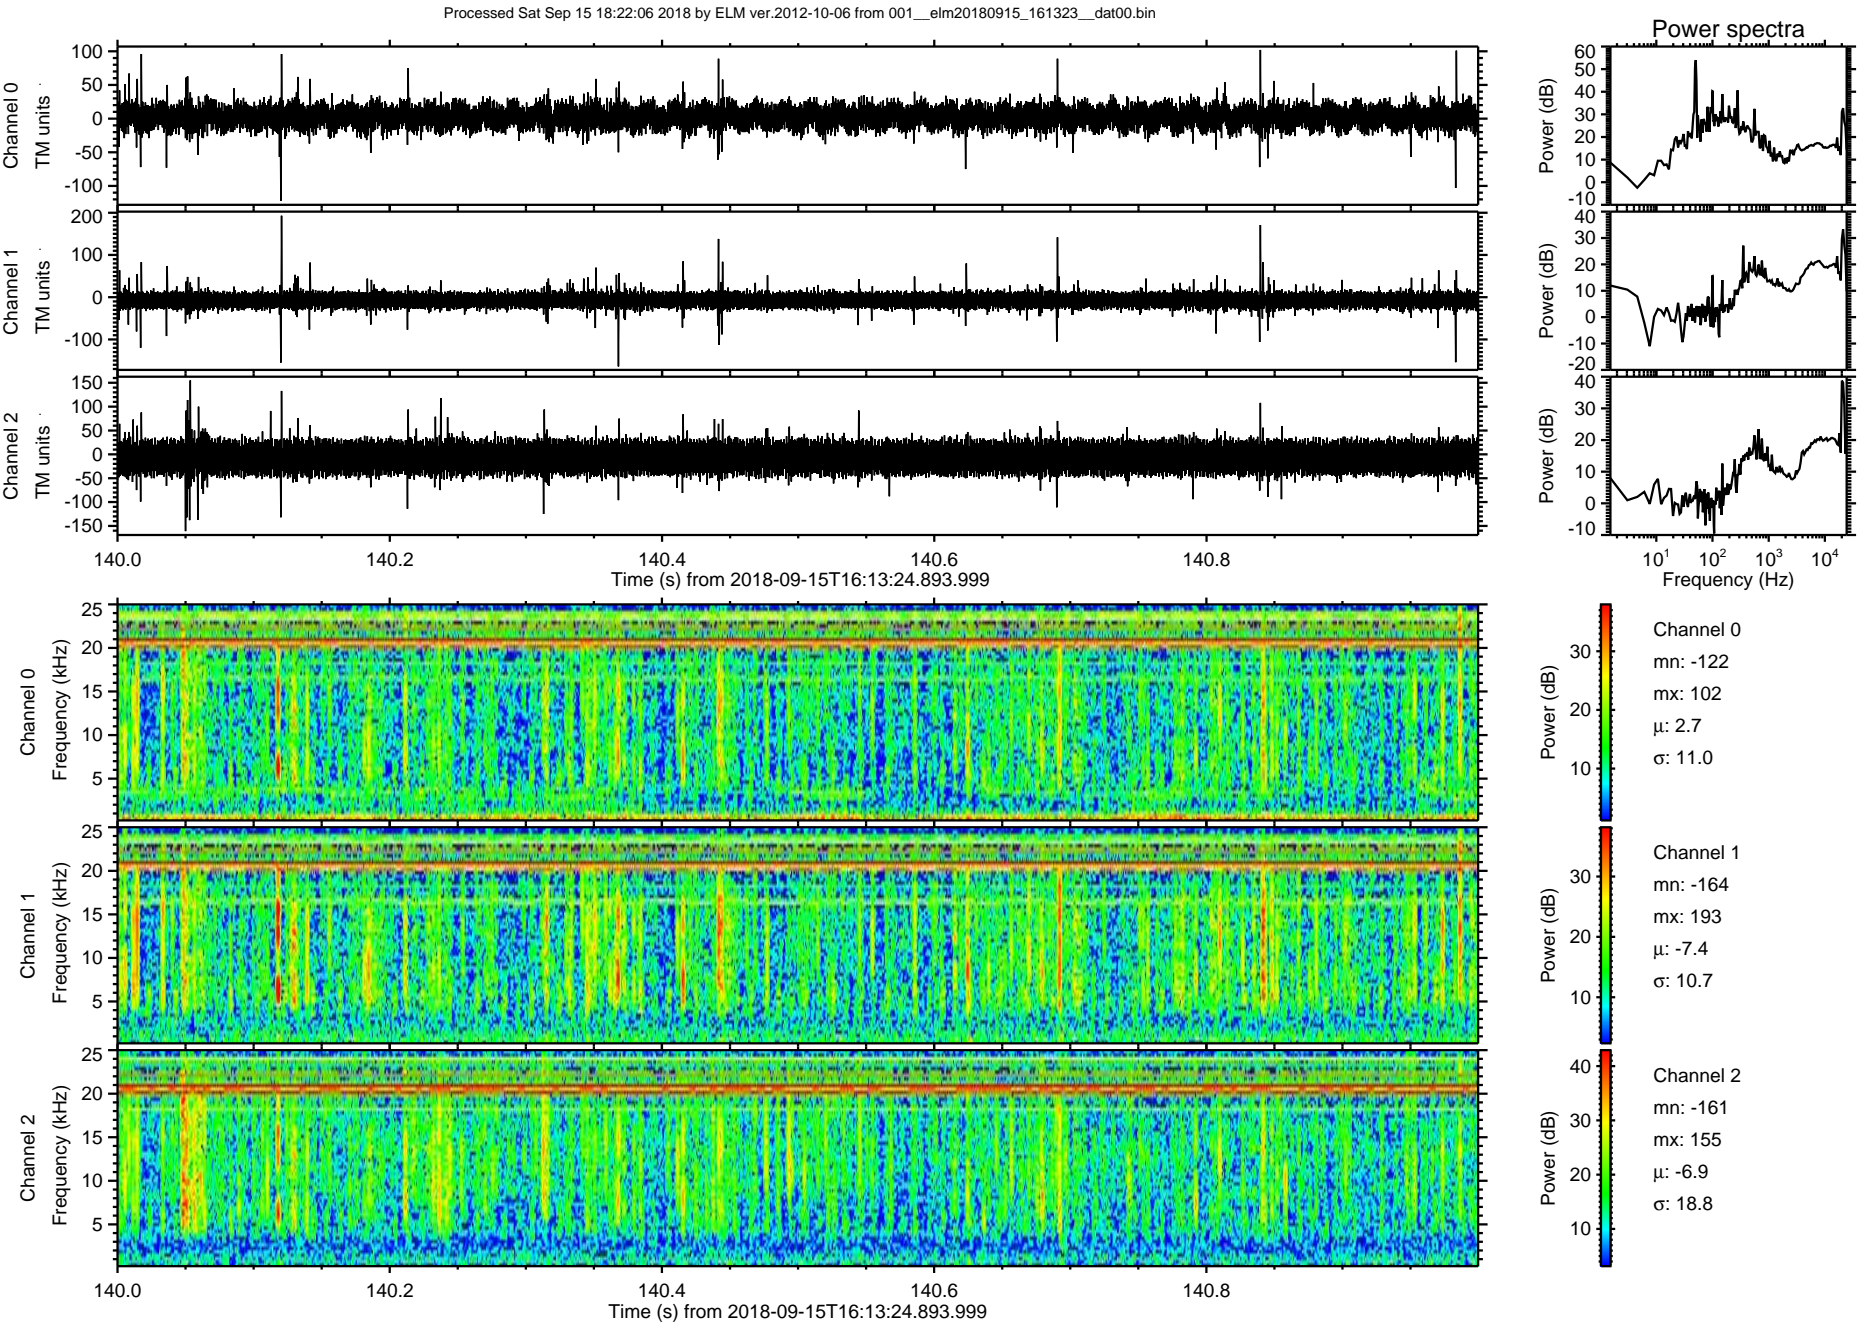 Processed Sat Sep 15 18:22:06 2018 by ELM ver.2012-10-06 from 001__elm20180915_161323__dat00.bin
Power spectra
Channel 0
TM units
100
50
0
-50
-100
Power (dB)
60
50
40
30
20
10
0
-10
Channel 1
TM units
200
100
0
-100
Power (dB)
40
30
20
10
0
-10
-20
Channel 2
TM units
150
100
50
0
-50
-100
-150
Power (dB)
40
30
20
10
0
-10
140.0 140.2 140.4 140.6 140.8
Time (s) from 2018-09-15T16:13:24.893.999
10^1 10^2 10^3 10^4
Frequency (Hz)
Channel 0
Frequency (kHz)
25
20
15
10
5
Power (dB)
30
20
10
Channel 0
mn: -122
mx: 102
μ: 2.7
σ: 11.0
Channel 1
Frequency (kHz)
25
20
15
10
5
Power (dB)
30
20
10
Channel 1
mn: -164
mx: 193
μ: -7.4
σ: 10.7
Channel 2
Frequency (kHz)
25
20
15
10
5
Power (dB)
40
30
20
10
Channel 2
mn: -161
mx: 155
μ: -6.9
σ: 18.8
140.0 140.2 140.4 140.6 140.8
Time (s) from 2018-09-15T16:13:24.893.999